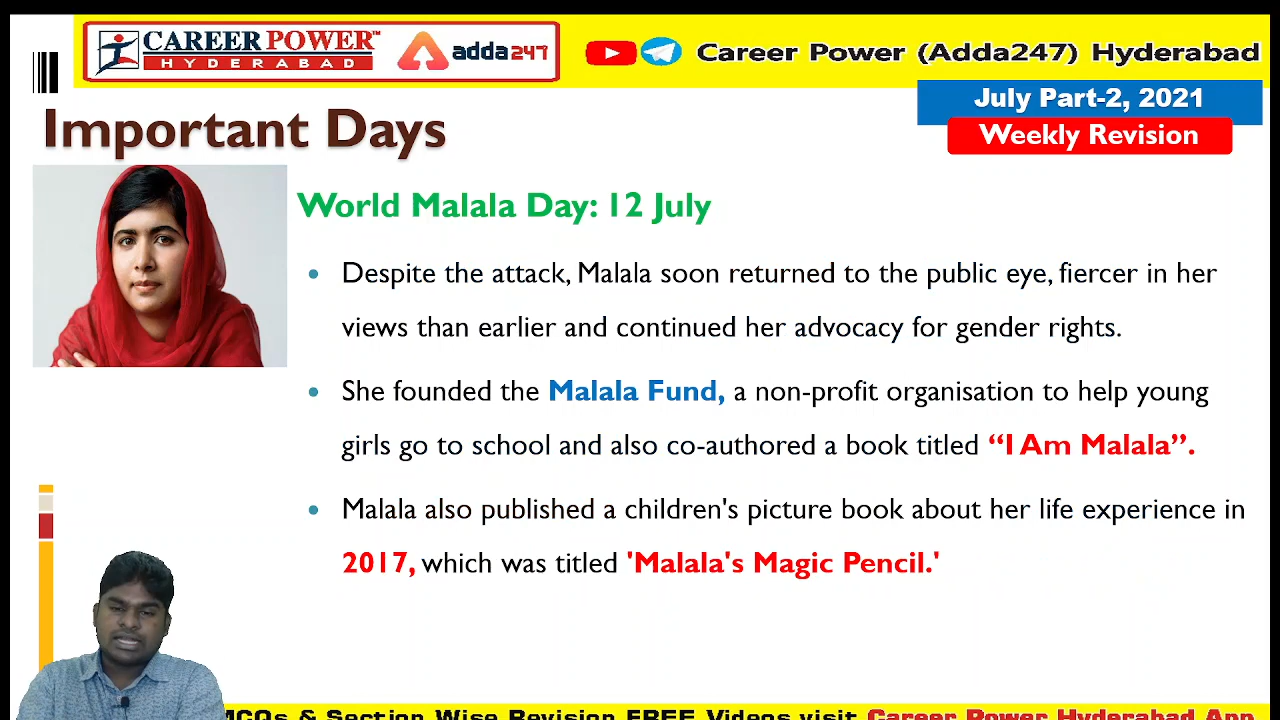 CAREER POWER™
HYDERABAD
adda247
Career Power (Adda247) Hyderabad
July Part-2, 2021
Weekly Revision
Important Days
World Malala Day: 12 July
• Despite the attack, Malala soon returned to the public eye, fiercer in her
views than earlier and continued her advocacy for gender rights.
• She founded the Malala Fund, a non-profit organisation to help young
girls go to school and also co-authored a book titled “I Am Malala”.
• Malala also published a children's picture book about her life experience in
2017, which was titled 'Malala's Magic Pencil.'
MCQs & Section Wise Revision FREE Videos visit Career Power Hyderabad App